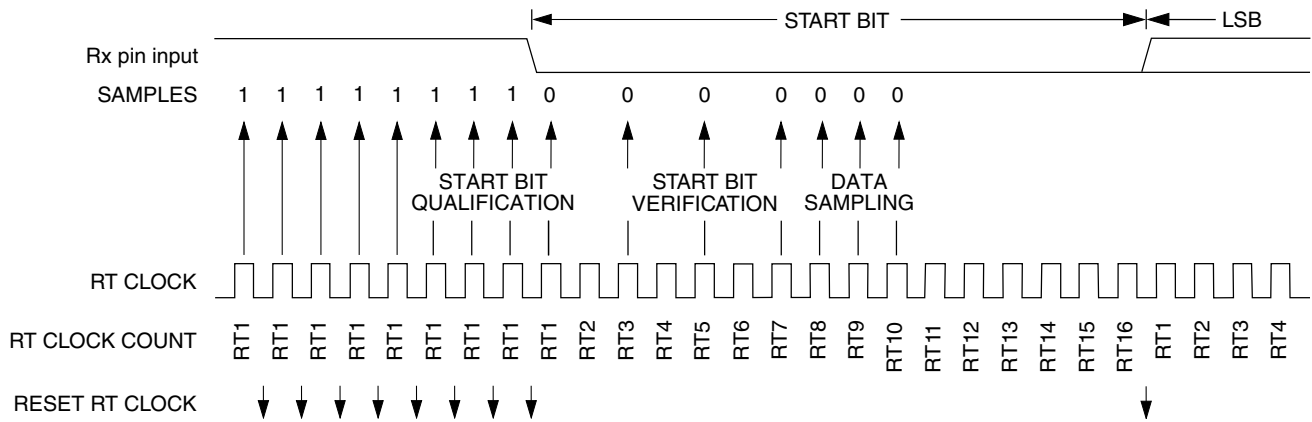 START BIT LSB
Rx pin input
SAMPLES 1 1 1 1 1 1 1 1 0 0 0 0 0 0 0
START BIT QUALIFICATION START BIT VERIFICATION DATA SAMPLING
RT CLOCK
RT CLOCK COUNT RT1 RT1 RT1 RT1 RT1 RT1 RT1 RT1 RT1 RT2 RT3 RT4 RT5 RT6 RT7 RT8 RT9 RT10 RT11 RT12 RT13 RT14 RT15 RT16 RT1 RT2 RT3 RT4
RESET RT CLOCK